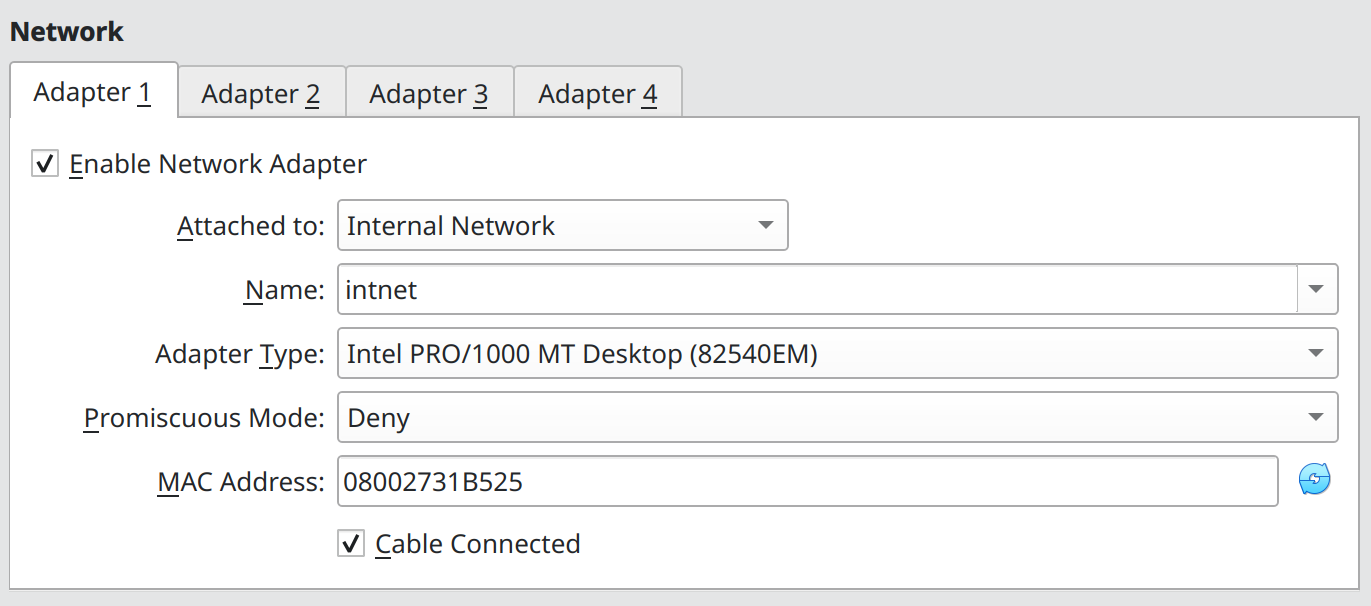 Network
Adapter 1 Adapter 2 Adapter 3 Adapter 4
Enable Network Adapter
Attached to: Internal Network
Name: intnet
Adapter Type: Intel PRO/1000 MT Desktop (82540EM)
Promiscuous Mode: Deny
MAC Address: 08002731B525
Cable Connected